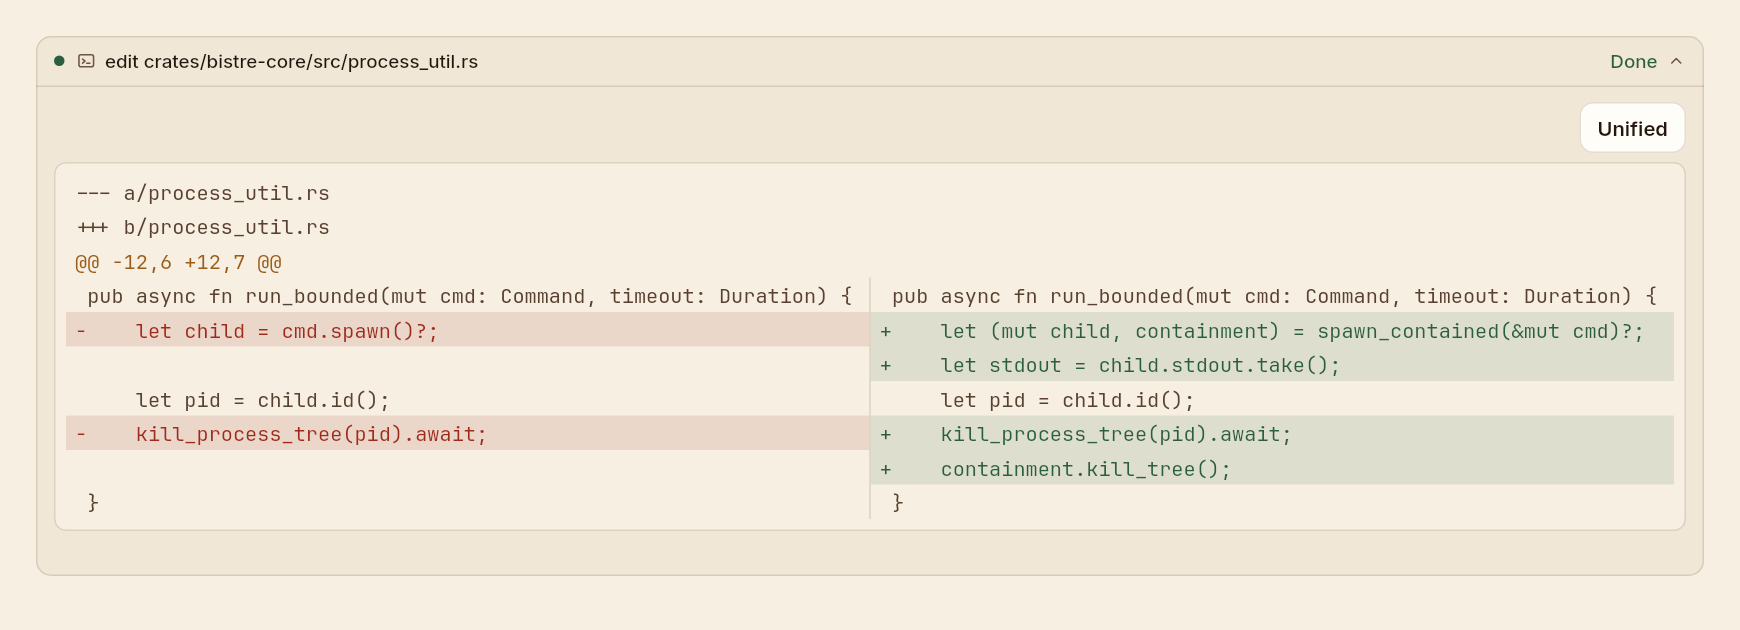 edit crates/bistre-core/src/process_util.rs
Done
Unified
--- a/process_util.rs
+++ b/process_util.rs
@@ -12,6 +12,7 @@
pub async fn run_bounded(mut cmd: Command, timeout: Duration) {
-    let child = cmd.spawn()?;
    let pid = child.id();
-    kill_process_tree(pid).await;
}
pub async fn run_bounded(mut cmd: Command, timeout: Duration) {
+    let (mut child, containment) = spawn_contained(&mut cmd)?;
+    let stdout = child.stdout.take();
    let pid = child.id();
+    kill_process_tree(pid).await;
+    containment.kill_tree();
}